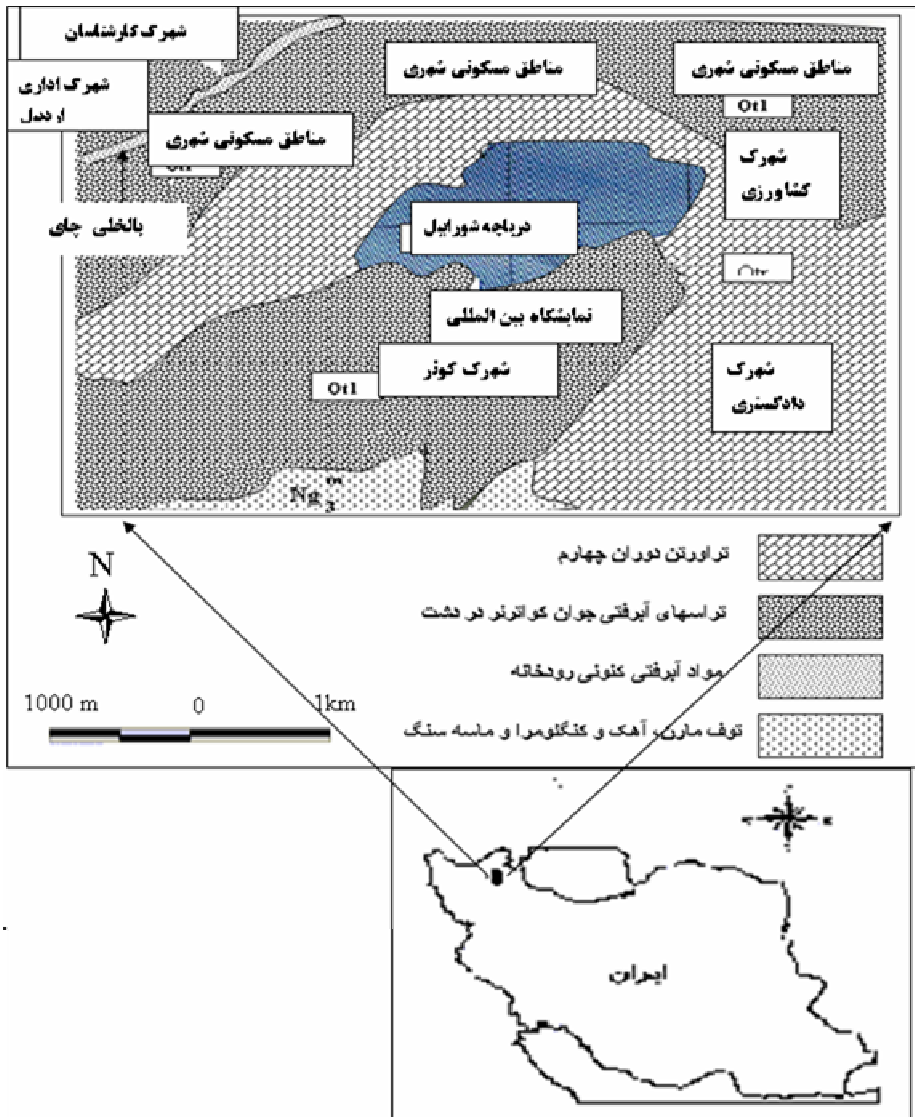 شهرک کارشناسان
شهرک اداری
اردبیل
مناطق مسکونی شهری
مناطق مسکونی شهری
Qt1
مناطق مسکونی شهری
شهرک
کشاورزی
بالخلی چای
دریاچه شورابیل
نمایشگاه بین المللی
شهرک کوثر
Qt1
شهرک
دادگستری
Ng m 3
N
تراورتن دوران چهارم
تراسهای آبرفتی جوان کواترنر در دشت
مواد آبرفتی کنونی رودخانه
توف مارن، آهک و کنگلومرا و ماسه سنگ
1000 m 0 1km
ایران